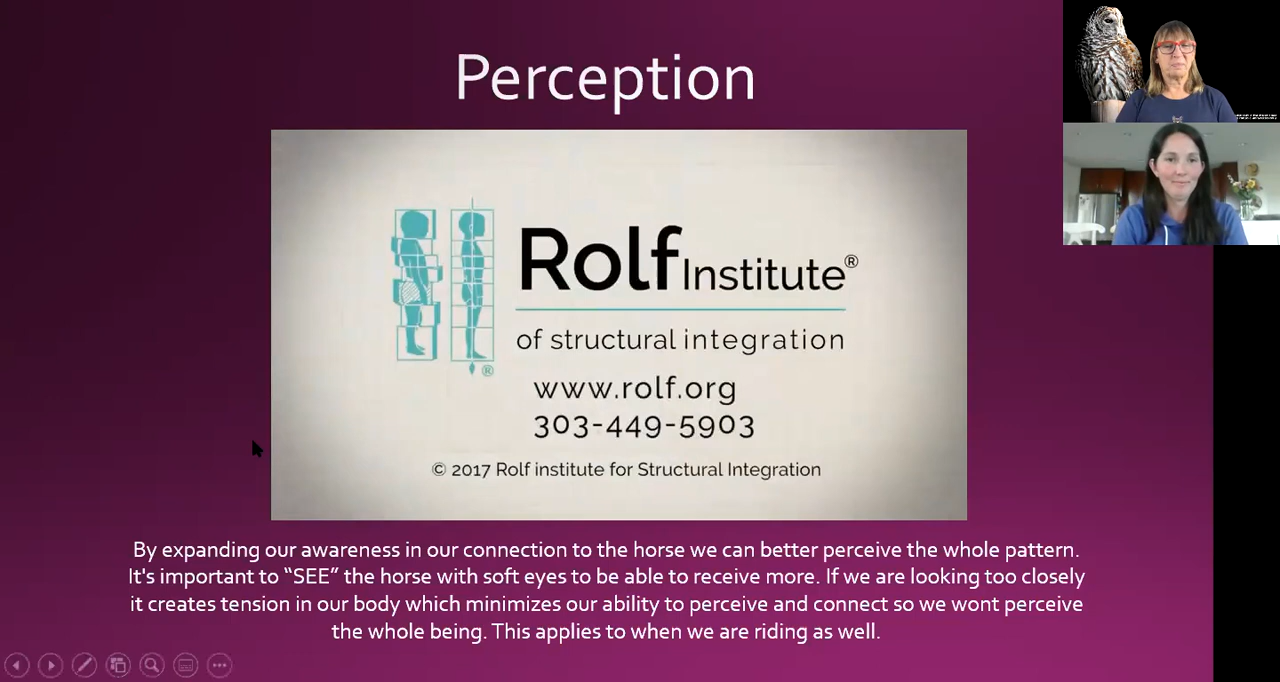 Perception
Rolf Institute®
of structural integration
®
www.rolf.org
303-449-5903
© 2017 Rolf institute for Structural Integration
By expanding our awareness in our connection to the horse we can better perceive the whole pattern.
It's important to “SEE” the horse with soft eyes to be able to receive more. If we are looking too closely
it creates tension in our body which minimizes our ability to perceive and connect so we wont perceive
the whole being. This applies to when we are riding as well.